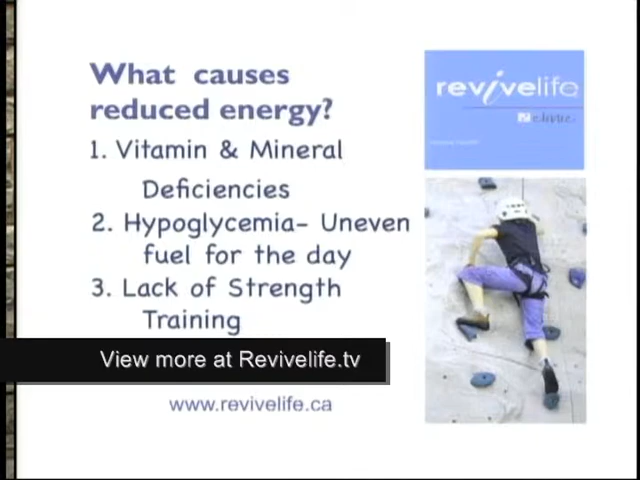 What causes
reduced energy?
1. Vitamin & Mineral
Deficiencies
2. Hypoglycemia- Uneven
fuel for the day
3. Lack of Strength
Training
View more at Revivelife.tv
www.revivelife.ca
revivelife